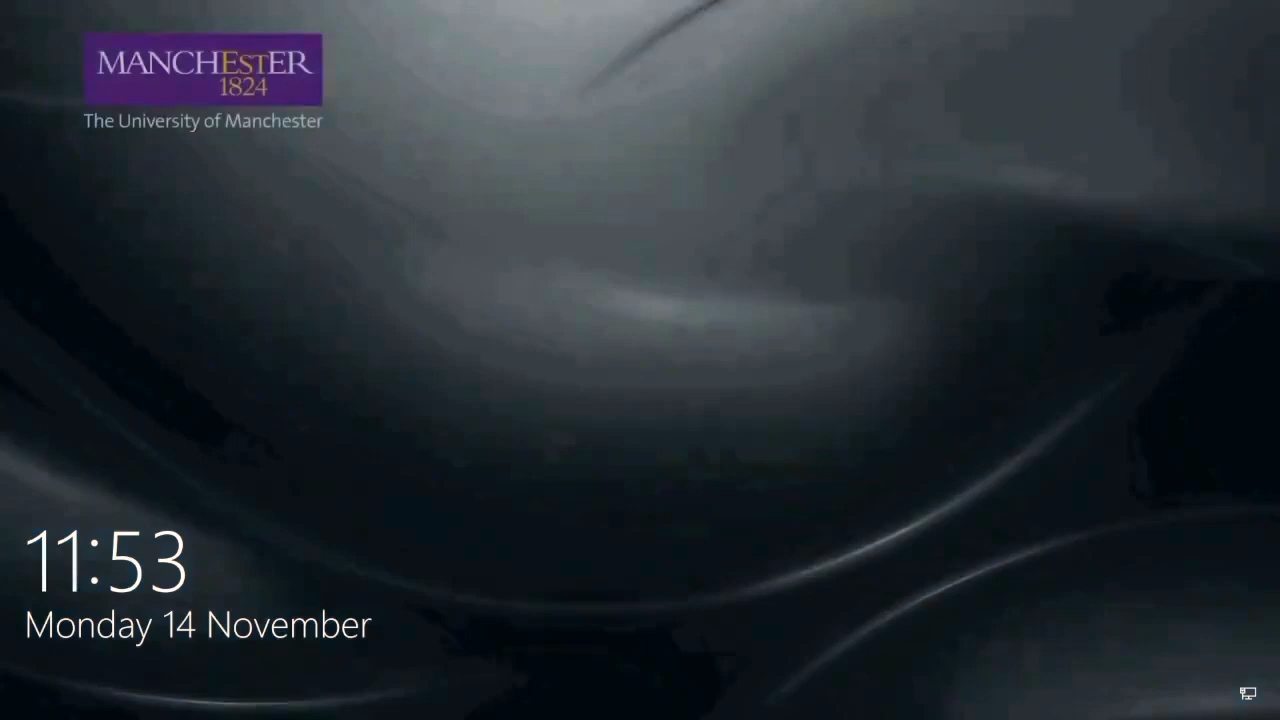 MANCHEstER
1824
The University of Manchester
11:53
Monday 14 November